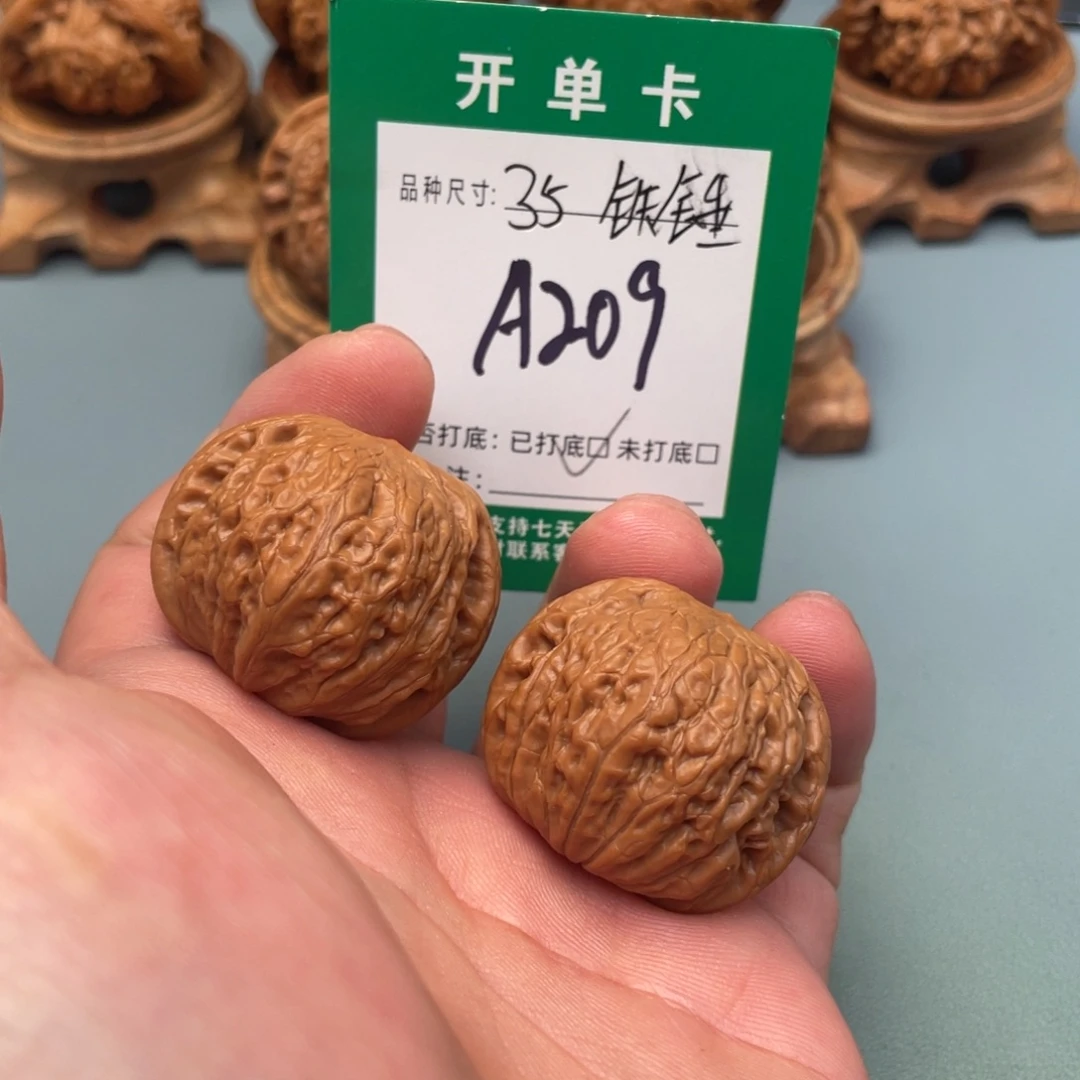 开单卡
品种尺寸: 35 铁锤
A209
否打底: 已打底☐ 未打底☐
注:
支持七天
联系客